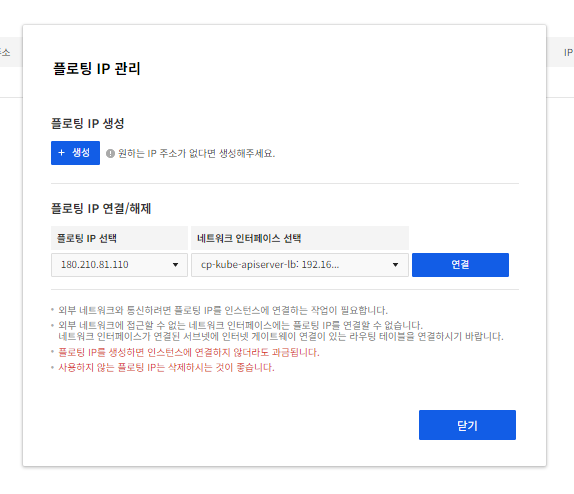 소
IP
플로팅 IP 관리
플로팅 IP 생성
+ 생성
원하는 IP 주소가 없다면 생성해주세요.
플로팅 IP 연결/해제
플로팅 IP 선택 네트워크 인터페이스 선택
180.210.81.110 cp-kube-apiserver-lb: 192.16... 연결
• 외부 네트워크와 통신하려면 플로팅 IP를 인스턴스에 연결하는 작업이 필요합니다.
• 외부 네트워크에 접근할 수 없는 네트워크 인터페이스에는 플로팅 IP를 연결할 수 없습니다.
네트워크 인터페이스가 연결된 서브넷에 인터넷 게이트웨이 연결이 있는 라우팅 테이블을 연결하시기 바랍니다.
• 플로팅 IP를 생성하면 인스턴스에 연결하지 않더라도 과금됩니다.
• 사용하지 않는 플로팅 IP는 삭제하시는 것이 좋습니다.
닫기